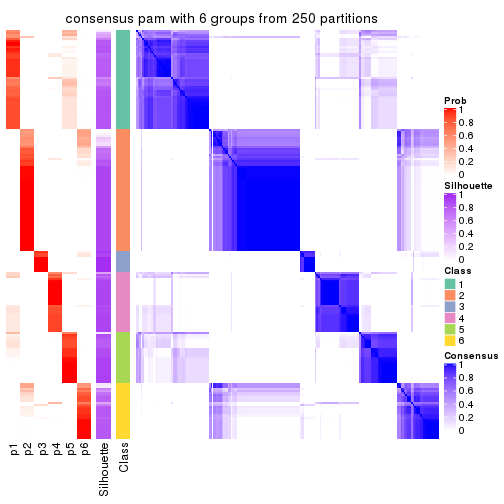 consensus pam with 6 groups from 250 partitions
Prob
1
0.8
0.6
0.4
0.2
0
Silhouette
1
0.8
0.6
0.4
0.2
0
Class
1
2
3
4
5
6
Consensus
1
0.8
0.6
0.4
0.2
0
p1
p2
p3
p4
p5
p6
Silhouette
Class